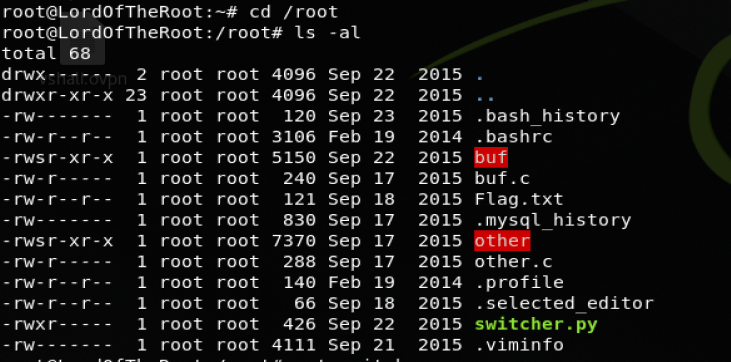 root@LordOfTheRoot:~# cd /root
root@LordOfTheRoot:/root# ls -al
total 68
drwx------  2 root root 4096 Sep 22  2015 .
drwxr-xr-x 23 root root 4096 Sep 22  2015 ..
-rw-------  1 root root  120 Sep 23  2015 .bash_history
-rw-r--r--  1 root root 3106 Feb 19  2014 .bashrc
-rwsr-xr-x  1 root root 5150 Sep 22  2015 buf
-rw-r-----  1 root root  240 Sep 17  2015 buf.c
-rw-r--r--  1 root root  121 Sep 18  2015 Flag.txt
-rw-------  1 root root  830 Sep 17  2015 .mysql_history
-rwsr-xr-x  1 root root 7370 Sep 17  2015 other
-rw-r-----  1 root root  288 Sep 17  2015 other.c
-rw-r--r--  1 root root  140 Feb 19  2014 .profile
-rw-r--r--  1 root root   66 Sep 18  2015 .selected_editor
-rwxr-----  1 root root  426 Sep 22  2015 switcher.py
-rw-------  1 root root 4111 Sep 21  2015 .viminfo